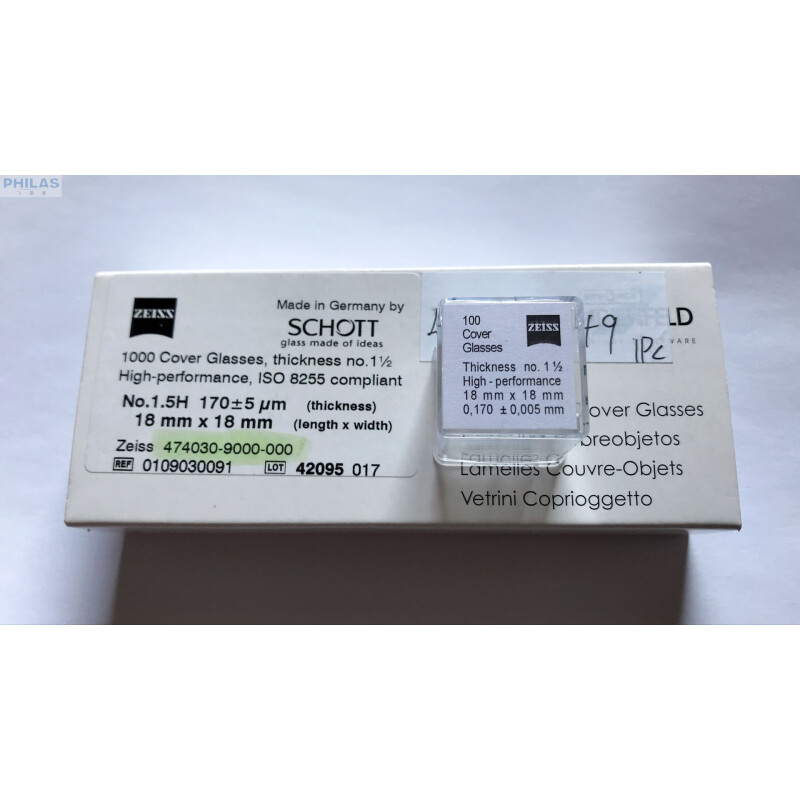 PHILAS
ZEISS
Made in Germany by
SCHOTT
glass made of ideas
1000 Cover Glasses, thickness no.1½
High-performance, ISO 8255 compliant
No.1.5H 170±5 µm (thickness)
18 mm x 18 mm (length x width)
Zeiss 474030-9000-000
REF 0109030091 LOT 42095 017
100
Cover
Glasses
ZEISS
Thickness no. 1½
High - performance
18 mm x 18 mm
0,170 ± 0,005 mm
1PC
over Glasses
breobjetos
Lamelles Couvre-Objets
Vetrini Coprioggetto